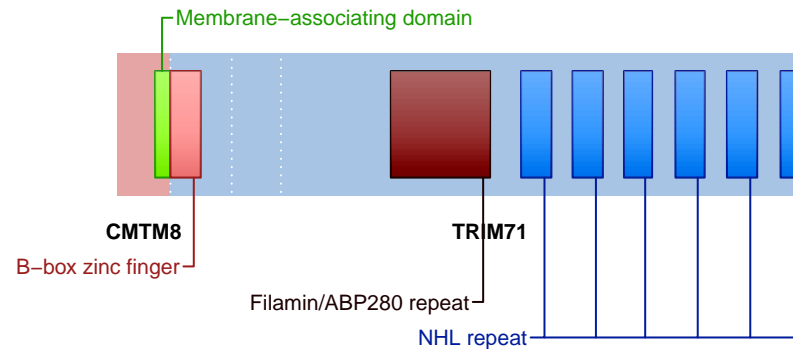 Membrane−associating domain
CMTM8 TRIM71
B−box zinc finger
Filamin/ABP280 repeat
NHL repeat